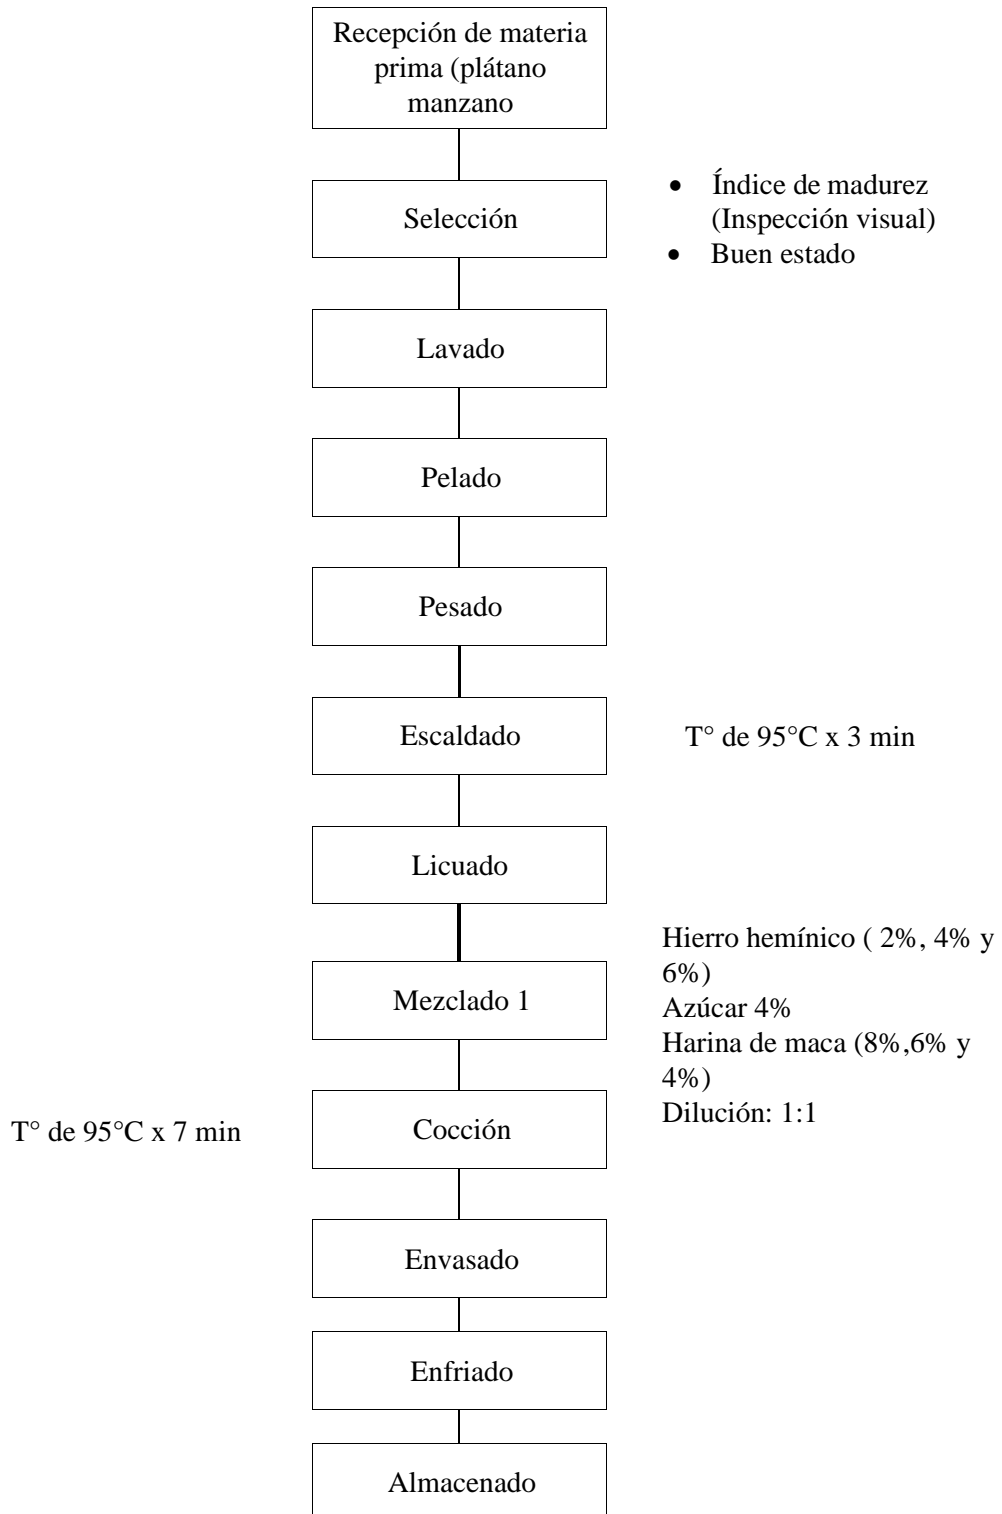 Recepción de materia
prima (plátano
manzano
Selección
• Índice de madurez
(Inspección visual)
• Buen estado
Lavado
Pelado
Pesado
Escaldado
T° de 95°C x 3 min
Licuado
Mezclado 1
Hierro hemínico ( 2%, 4% y
6%)
Azúcar 4%
Harina de maca (8%,6% y
4%)
Dilución: 1:1
T° de 95°C x 7 min
Cocción
Envasado
Enfriado
Almacenado